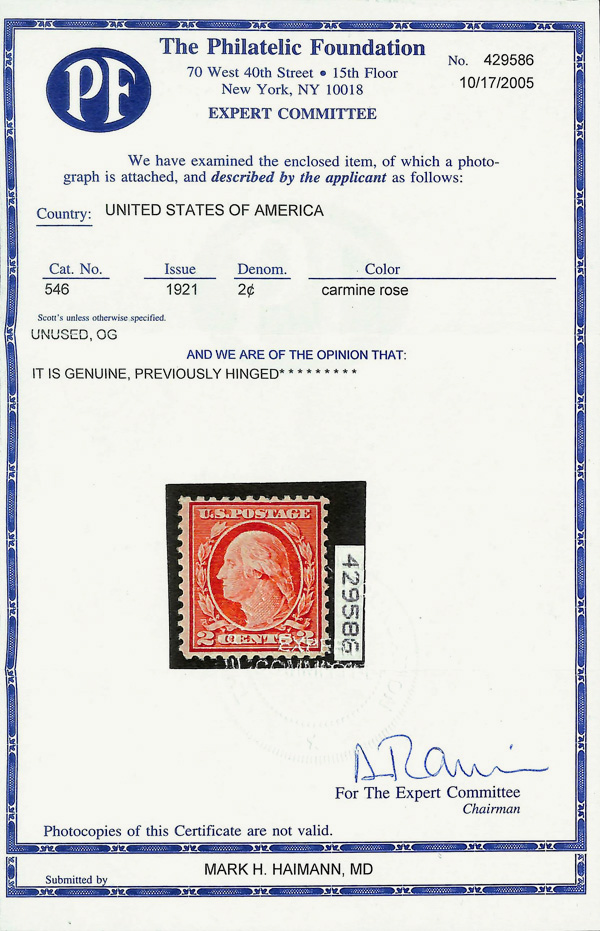 PF
The Philatelic Foundation
70 West 40th Street • 15th Floor
New York, NY 10018
EXPERT COMMITTEE
No. 429586
10/17/2005
We have examined the enclosed item, of which a photo-
graph is attached, and described by the applicant as follows:
Country: UNITED STATES OF AMERICA
Cat. No. Issue Denom. Color
546 1921 2¢ carmine rose
Scott's unless otherwise specified.
UNUSED, OG
AND WE ARE OF THE OPINION THAT:
IT IS GENUINE, PREVIOUSLY HINGED* * * * * * * * *
U.S. POSTAGE
2 CENTS 2
429586
For The Expert Committee
Chairman
Photocopies of this Certificate are not valid.
Submitted by MARK H. HAIMANN, MD